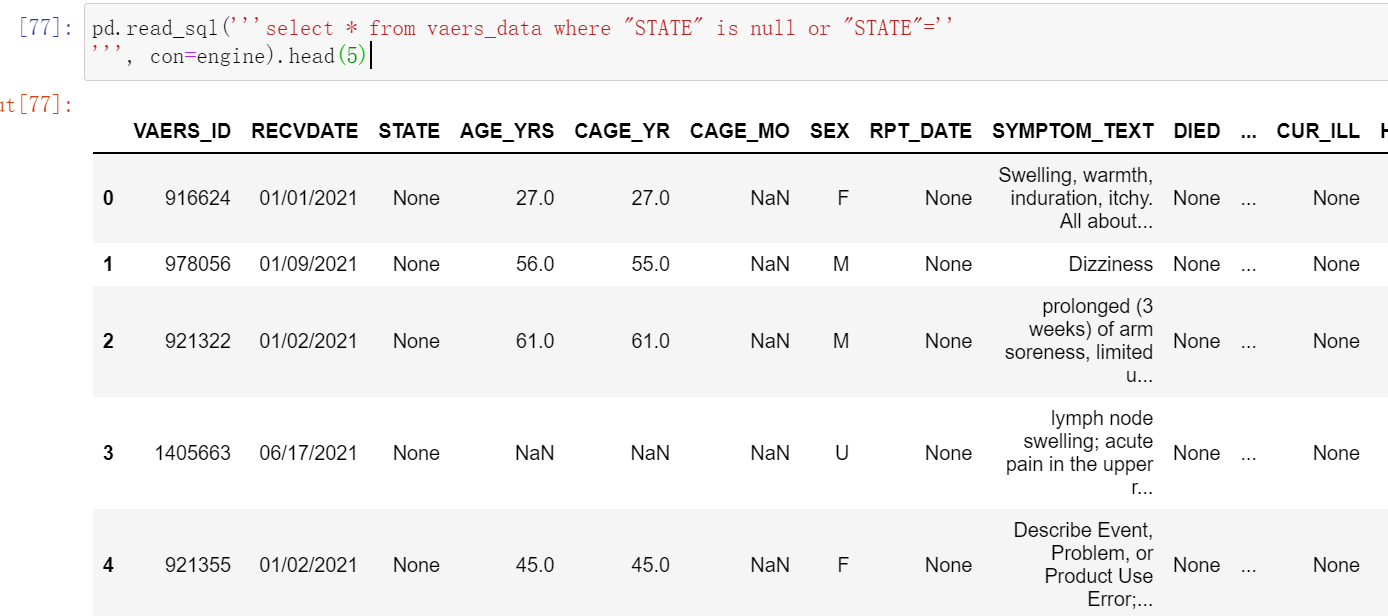 [77]: pd.read_sql('''select * from vaers_data where "STATE" is null or "STATE"=''
''', con=engine).head(5)
ut[77]:
VAERS_ID RECVDATE STATE AGE_YRS CAGE_YR CAGE_MO SEX RPT_DATE SYMPTOM_TEXT DIED ... CUR_ILL
Swelling, warmth,
0 916624 01/01/2021 None 27.0 27.0 NaN F None induration, itchy. None ... None
All about...
1 978056 01/09/2021 None 56.0 55.0 NaN M None Dizziness None ... None
prolonged (3
2 921322 01/02/2021 None 61.0 61.0 NaN M None weeks) of arm None ... None
soreness, limited
u...
lymph node
3 1405663 06/17/2021 None NaN NaN NaN U None swelling; acute None ... None
pain in the upper
r...
Describe Event,
4 921355 01/02/2021 None 45.0 45.0 NaN F None Problem, or None ... None
Product Use
Error;...